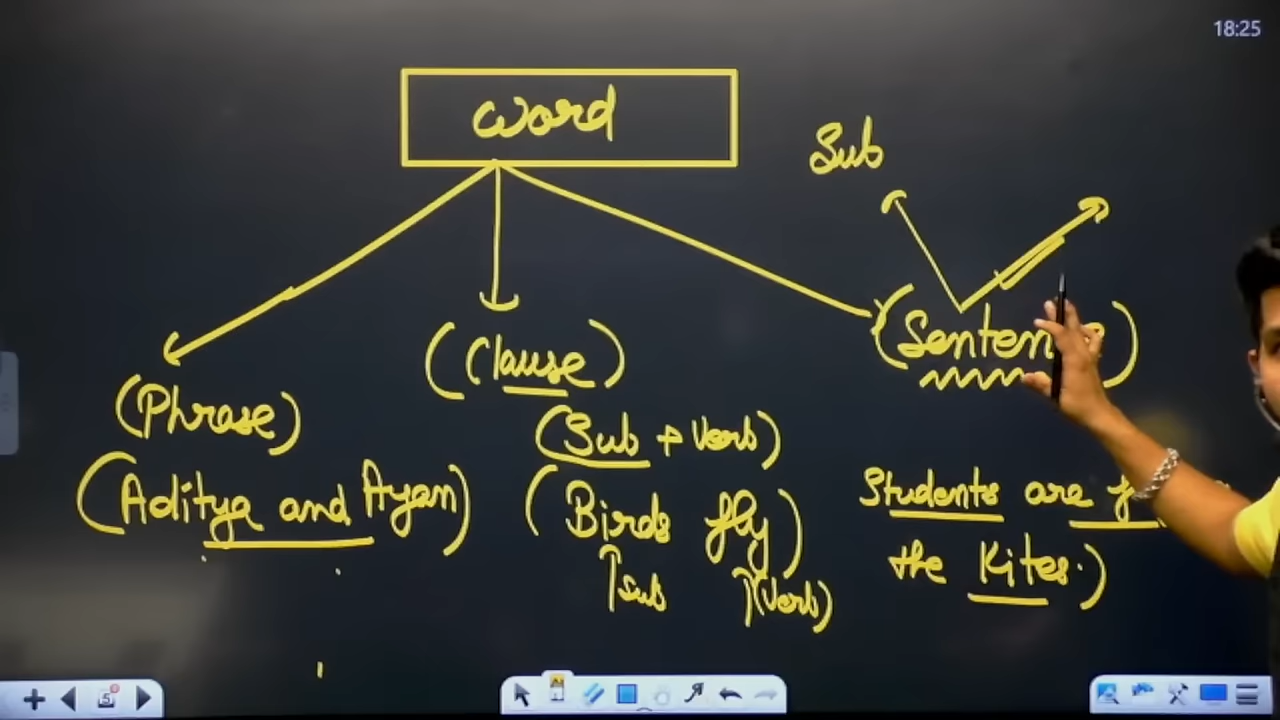 18:25
Word
Sub
(Clause)
(Phrase)
(Sub + Verb)
(Aditya and Ayan)
(Birds fly)
↑Sub ↑(Verb)
Students are
the Kites.)
5